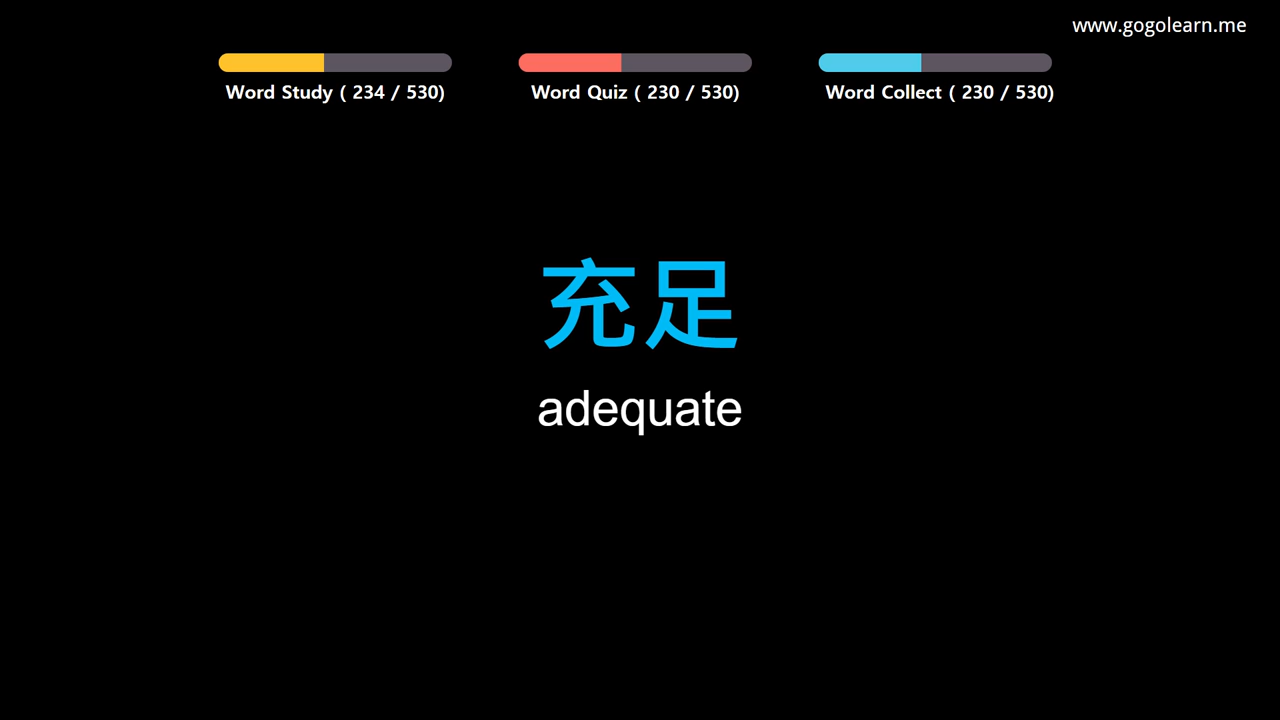 www.gogolearn.me
Word Study ( 234 / 530)
Word Quiz ( 230 / 530)
Word Collect ( 230 / 530)
充足
adequate